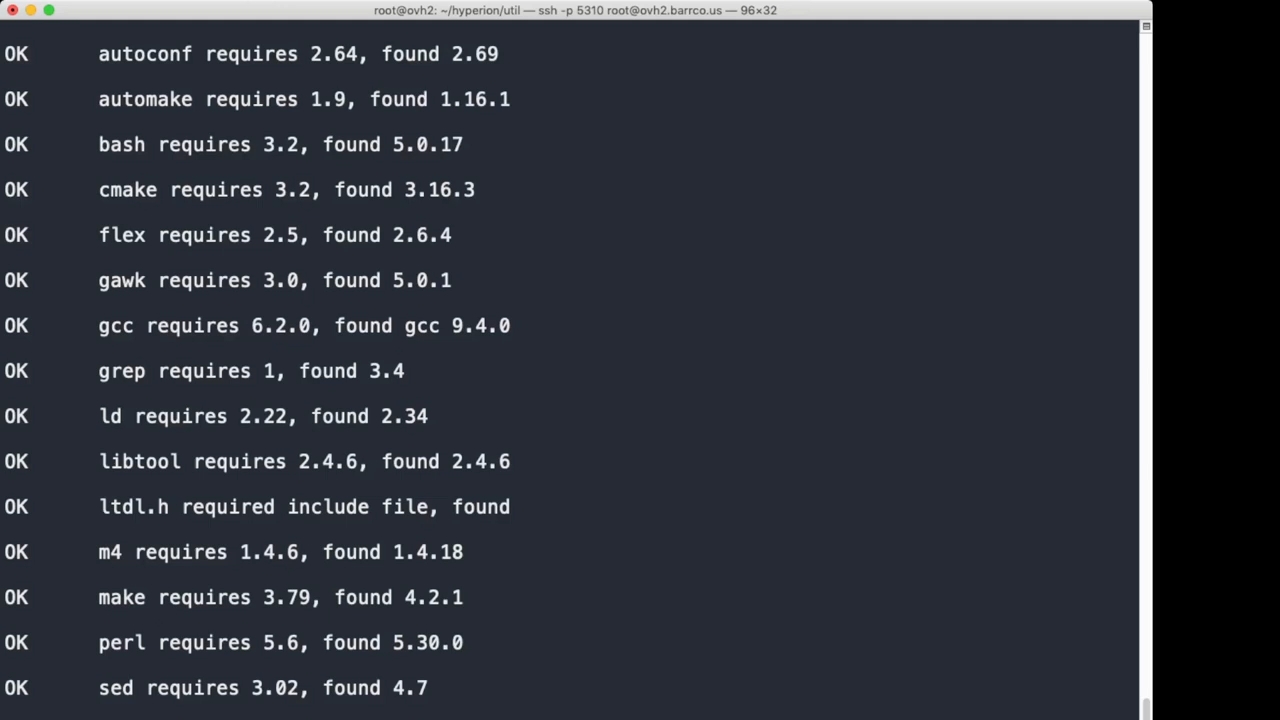 root@ovh2: ~/hyperion/util — ssh -p 5310 root@ovh2.barrco.us — 96×32
OK      autoconf requires 2.64, found 2.69
OK      automake requires 1.9, found 1.16.1
OK      bash requires 3.2, found 5.0.17
OK      cmake requires 3.2, found 3.16.3
OK      flex requires 2.5, found 2.6.4
OK      gawk requires 3.0, found 5.0.1
OK      gcc requires 6.2.0, found gcc 9.4.0
OK      grep requires 1, found 3.4
OK      ld requires 2.22, found 2.34
OK      libtool requires 2.4.6, found 2.4.6
OK      ltdl.h required include file, found
OK      m4 requires 1.4.6, found 1.4.18
OK      make requires 3.79, found 4.2.1
OK      perl requires 5.6, found 5.30.0
OK      sed requires 3.02, found 4.7